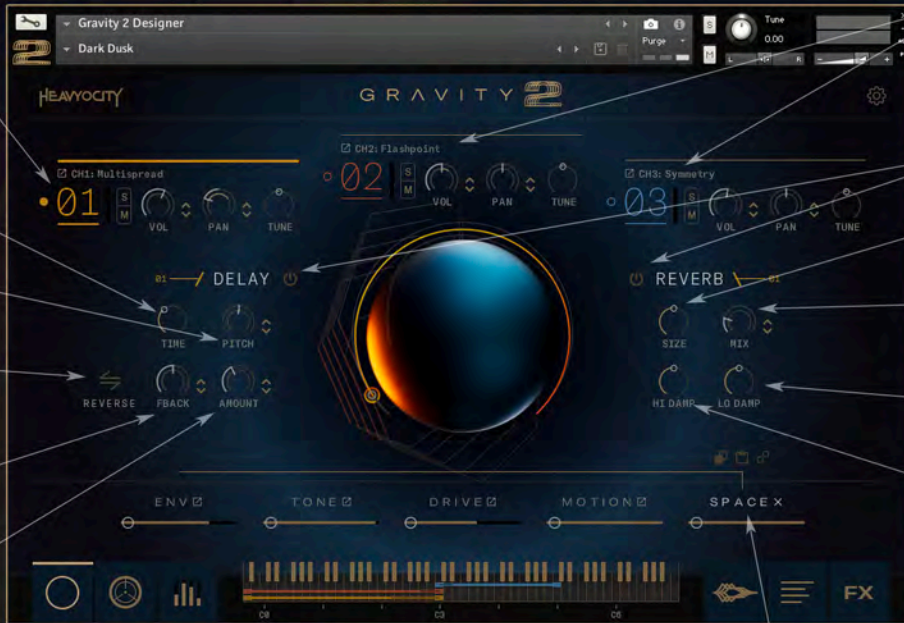 Gravity 2 Designer
Dark Dusk
Purge
S
M
Tune
0.00
L
R
2
HEAVYOCITY
GRAVITY 2
CH1: Multispread
01
S
M
VOL
PAN
TUNE
CH2: Flashpoint
02
S
M
VOL
PAN
TUNE
CH3: Symmetry
03
S
M
VOL
PAN
TUNE
01
DELAY
TIME
PITCH
REVERSE
FBACK
AMOUNT
REVERB
01
SIZE
MIX
HI DAMP
LO DAMP
ENV
TONE
DRIVE
MOTION
SPACE X
C0
C3
C6
FX